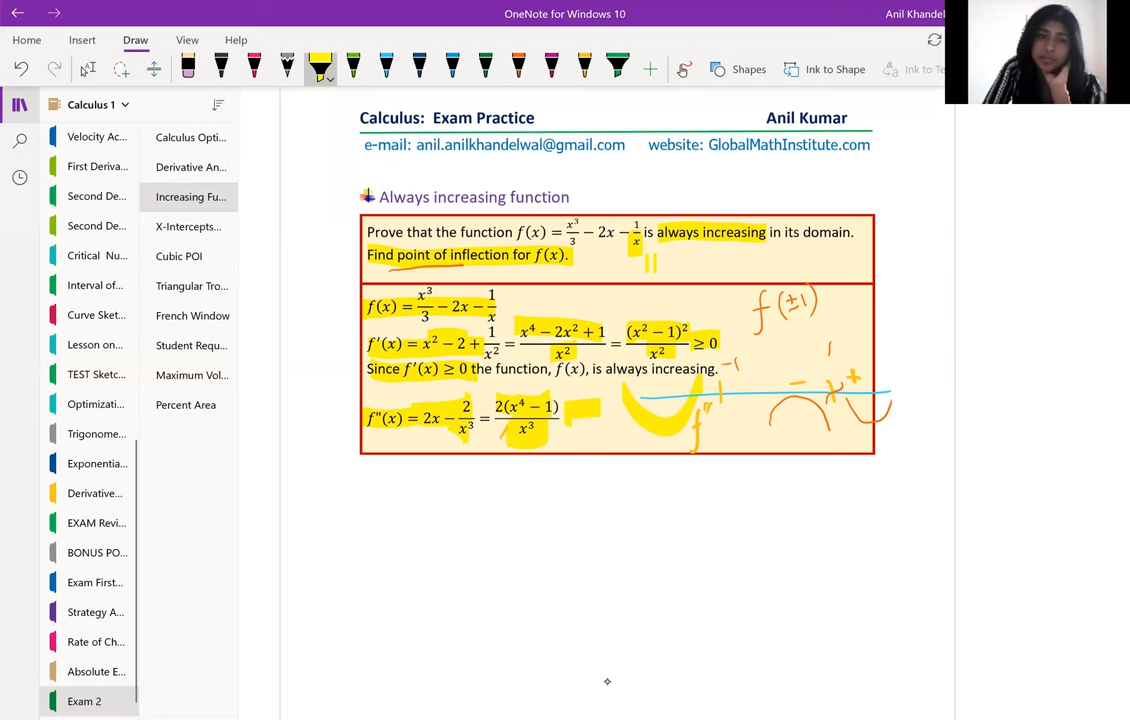 OneNote for Windows 10
Anil Khandel
Home Insert Draw View Help
Shapes
Ink to Shape
Ink to Te
Calculus 1
Velocity Ac...
First Deriva...
Second De...
Second De...
Critical Nu...
Interval of...
Curve Sket...
Lesson on...
TEST Sketc...
Optimizati...
Trigonome...
Exponentia...
Derivative...
EXAM Revi...
BONUS PO...
Exam First...
Strategy A...
Rate of Ch...
Absolute E...
Exam 2
Calculus Opti...
Derivative An...
Increasing Fu...
X-Intercepts...
Cubic POI
Triangular Tro...
French Window
Student Requ...
Maximum Vol...
Percent Area
Calculus: Exam Practice Anil Kumar
e-mail: anil.anilkhandelwal@gmail.com website: GlobalMathInstitute.com
Always increasing function
Prove that the function f(x) = x³/3 − 2x − 1/x is always increasing in its domain.
Find point of inflection for f(x).
f(x) = x³/3 − 2x − 1/x
f(±1)
f'(x) = x² − 2 + 1/x² = (x⁴ − 2x² + 1)/x² = (x² − 1)²/x² ≥ 0
Since f'(x) ≥ 0 the function, f(x), is always increasing.
-1 1
− +
f"(x) = 2x − 2/x³ = 2(x⁴ − 1)/x³
f"